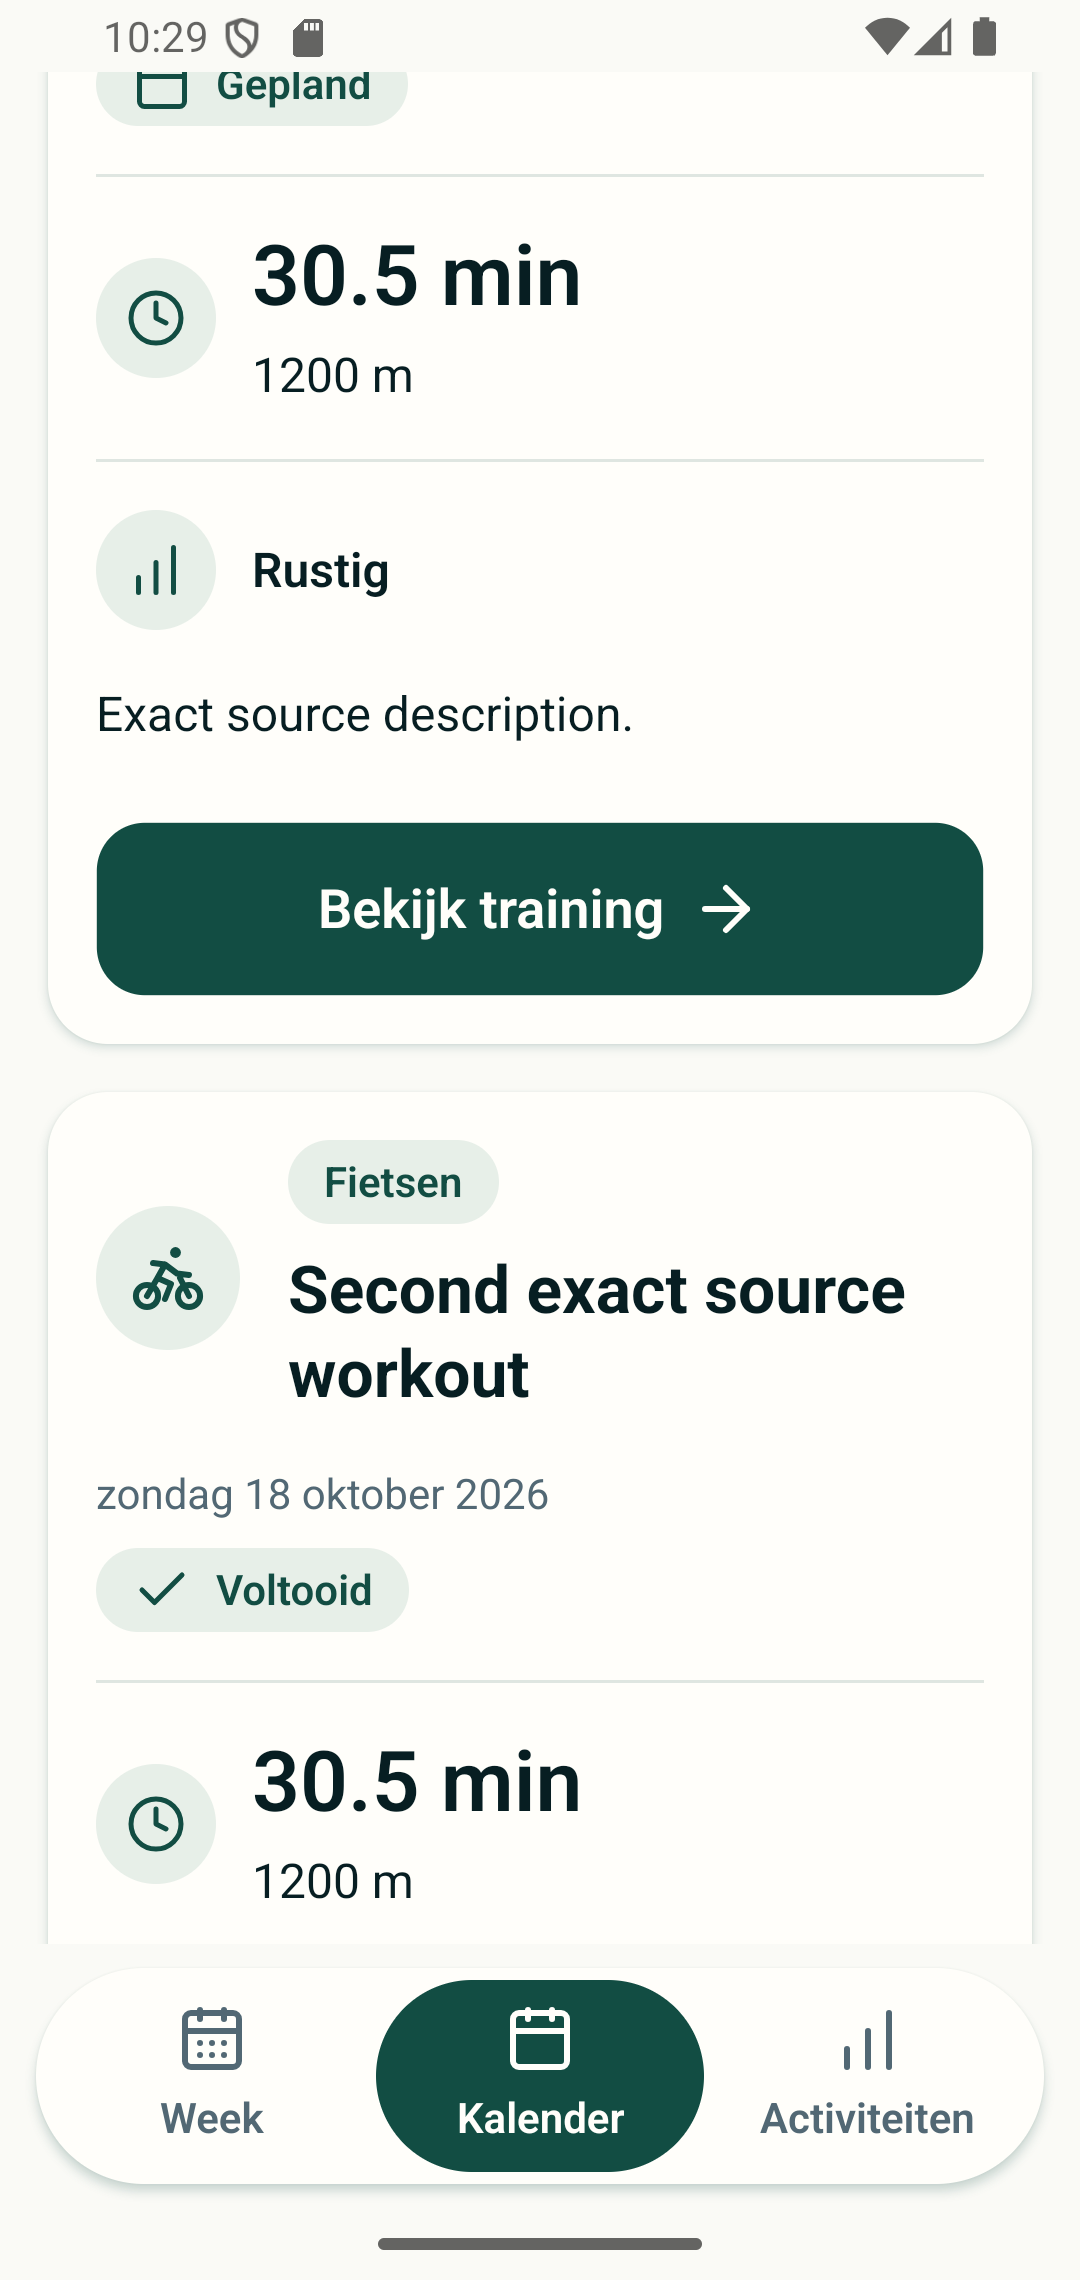 10:29
Gepland
30.5 min
1200 m
Rustig
Exact source description.
Bekijk training
Fietsen
Second exact source
workout
zondag 18 oktober 2026
Voltooid
30.5 min
1200 m
Week
Kalender
Activiteiten